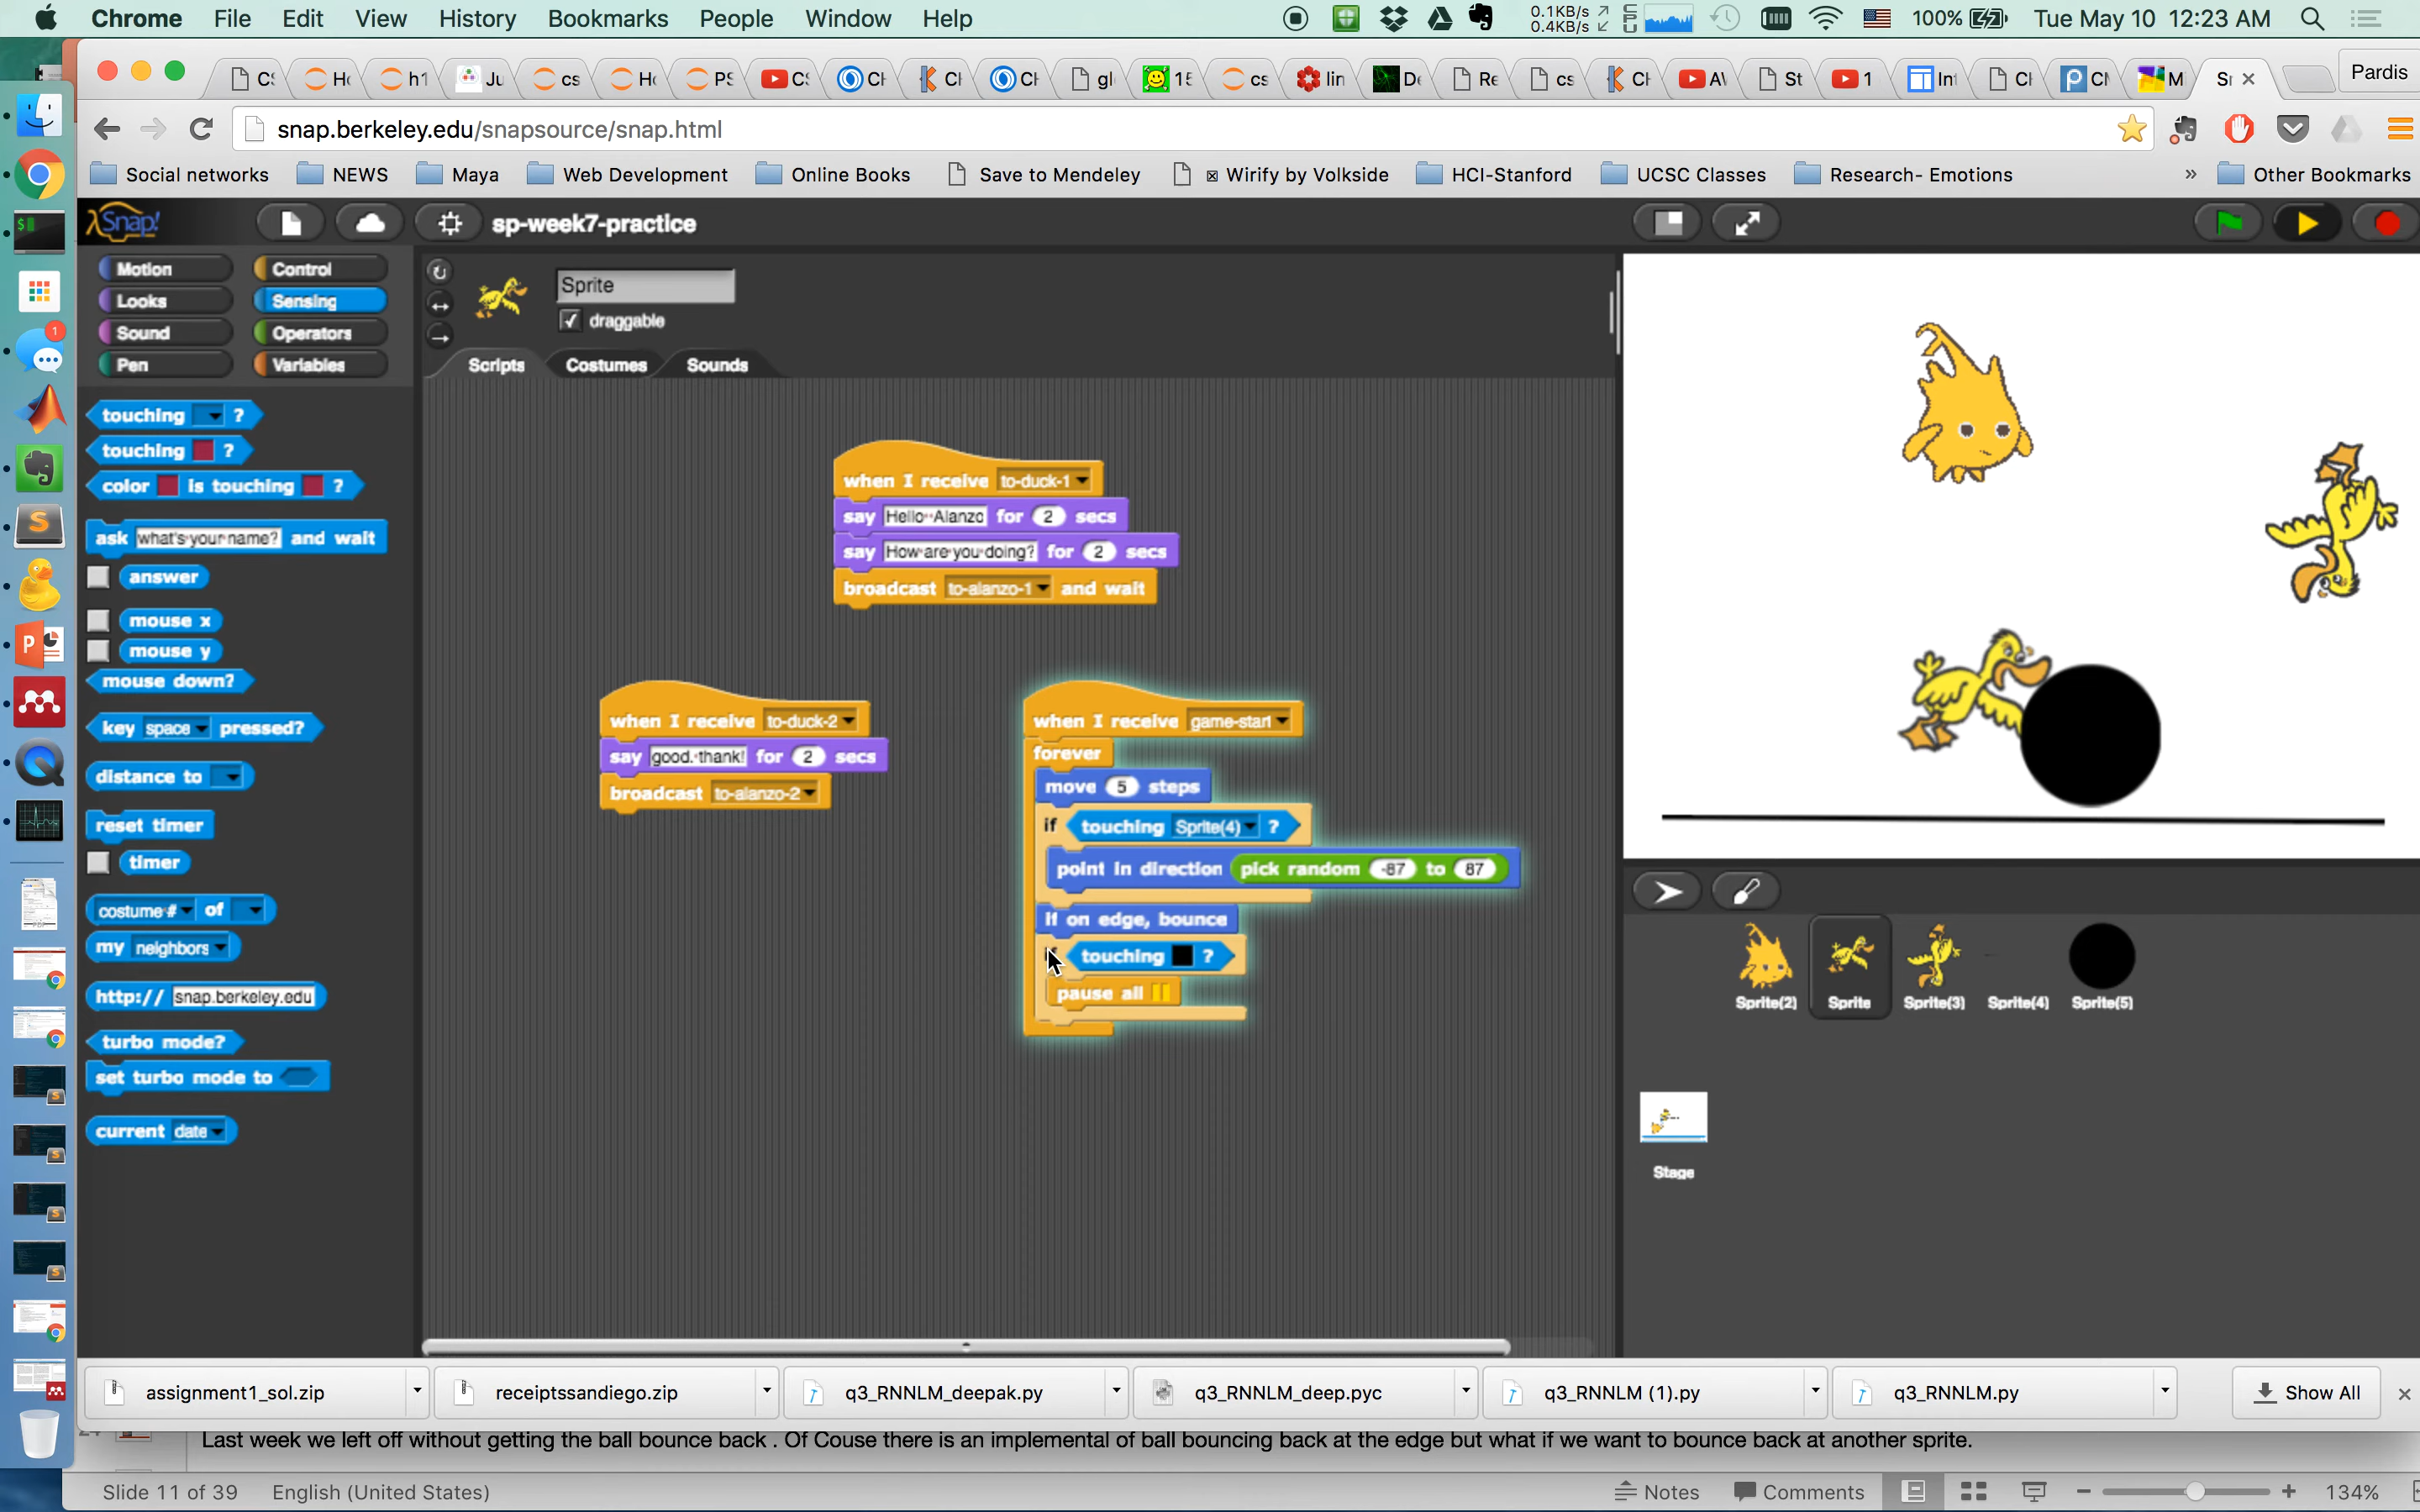 Chrome File Edit View History Bookmarks People Window Help
0.1KB/s
0.4KB/s
CPU
100%
Tue May 10 12:23 AM
Pardis
snap.berkeley.edu/snapsource/snap.html
Social networks NEWS Maya Web Development Online Books Save to Mendeley Wirify by Volkside HCI-Stanford UCSC Classes Research- Emotions » Other Bookmarks
Snap!
sp-week7-practice
Motion Control
Looks Sensing
Sound Operators
Pen Variables
Sprite
draggable
Scripts Costumes Sounds
touching ?
touching ?
color is touching ?
ask what's your name? and wait
answer
mouse x
mouse y
mouse down?
key space pressed?
distance to
reset timer
timer
costume # of
my neighbors
http:// snap.berkeley.edu
turbo mode?
set turbo mode to
current date
when I receive to-duck-1
say Hello Alanzo for 2 secs
say How are you doing? for 2 secs
broadcast to-alanzo-1 and wait
when I receive to-duck-2
say good. thank! for 2 secs
broadcast to-alanzo-2
when I receive game-start
forever
move 5 steps
if touching Sprite(4) ?
point in direction pick random -87 to 87
if on edge, bounce
touching ?
pause all
Sprite(2) Sprite Sprite(3) Sprite(4) Sprite(5)
Stage
assignment1_sol.zip receiptssandiego.zip q3_RNNLM_deepak.py q3_RNNLM_deep.pyc q3_RNNLM (1).py q3_RNNLM.py Show All
Last week we left off without getting the ball bounce back . Of Couse there is an implemental of ball bouncing back at the edge but what if we want to bounce back at another sprite.
Slide 11 of 39 English (United States) Notes Comments 134%